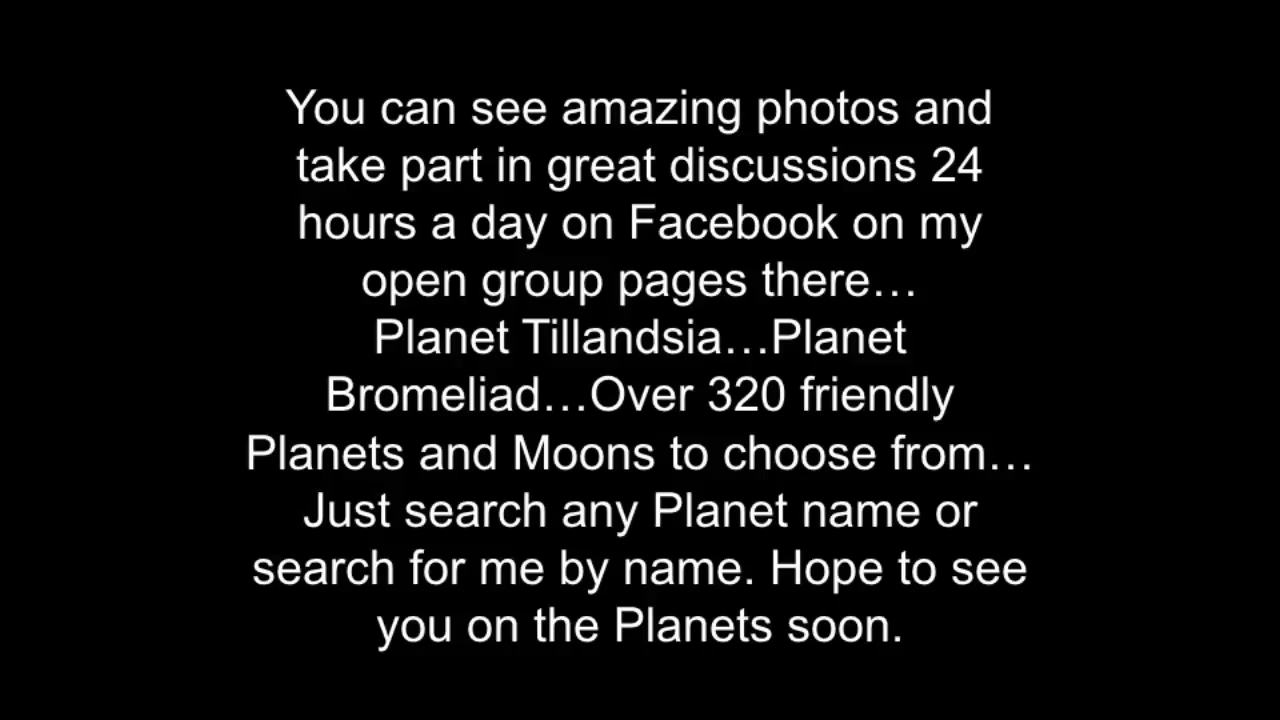 You can see amazing photos and
take part in great discussions 24
hours a day on Facebook on my
open group pages there…
Planet Tillandsia…Planet
Bromeliad…Over 320 friendly
Planets and Moons to choose from…
Just search any Planet name or
search for me by name. Hope to see
you on the Planets soon.